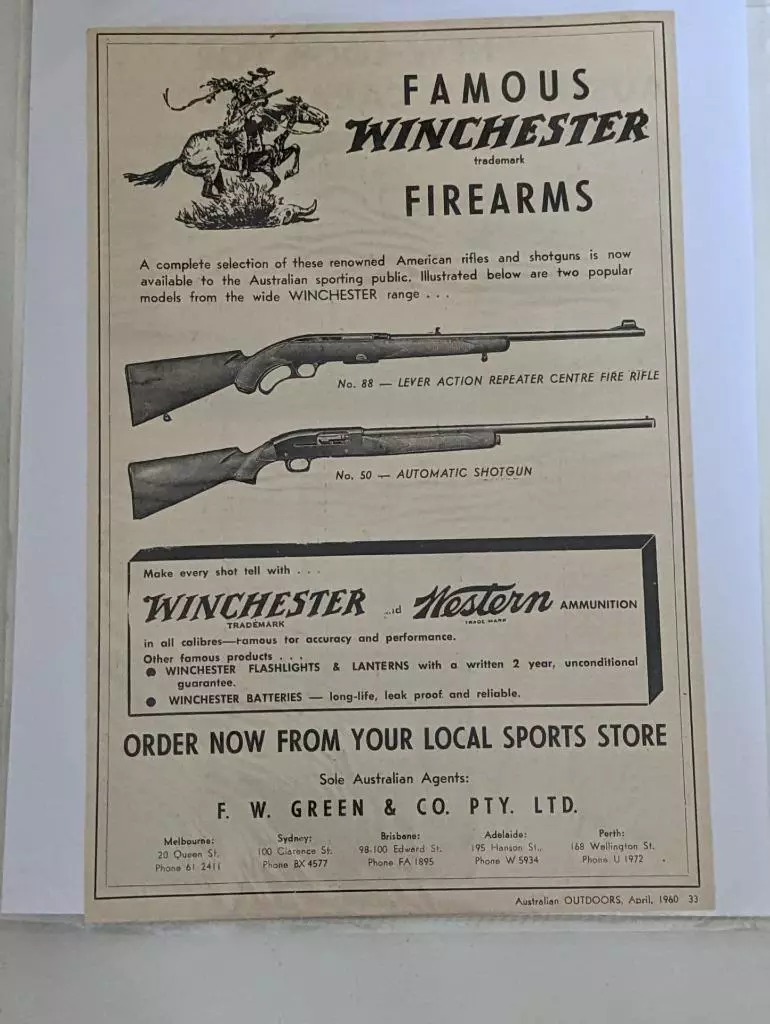 FAMOUS
WINCHESTER
trademark
FIREARMS
A complete selection of these renowned American rifles and shotguns is now
available to the Australian sporting public. Illustrated below are two popular
models from the wide WINCHESTER range . . .
No. 88 — LEVER ACTION REPEATER CENTRE FIRE RIFLE
No. 50 — AUTOMATIC SHOTGUN
Make every shot tell with . . .
WINCHESTER and Western AMMUNITION
TRADEMARK TRADE MARK
in all calibres—famous for accuracy and performance.
Other famous products . . .
● WINCHESTER FLASHLIGHTS & LANTERNS with a written 2 year, unconditional
guarantee.
● WINCHESTER BATTERIES — long-life, leak proof and reliable.
ORDER NOW FROM YOUR LOCAL SPORTS STORE
Sole Australian Agents:
F. W. GREEN & CO. PTY. LTD.
Melbourne: Sydney: Brisbane: Adelaide: Perth:
20 Queen St. 100 Clarence St. 98-100 Edward St. 195 Hanson St., 168 Wellington St.
Phone 61 2411 Phone BX 4577 Phone FA 1895 Phone W 5934 Phone U 1972
Australian OUTDOORS, April, 1960 33